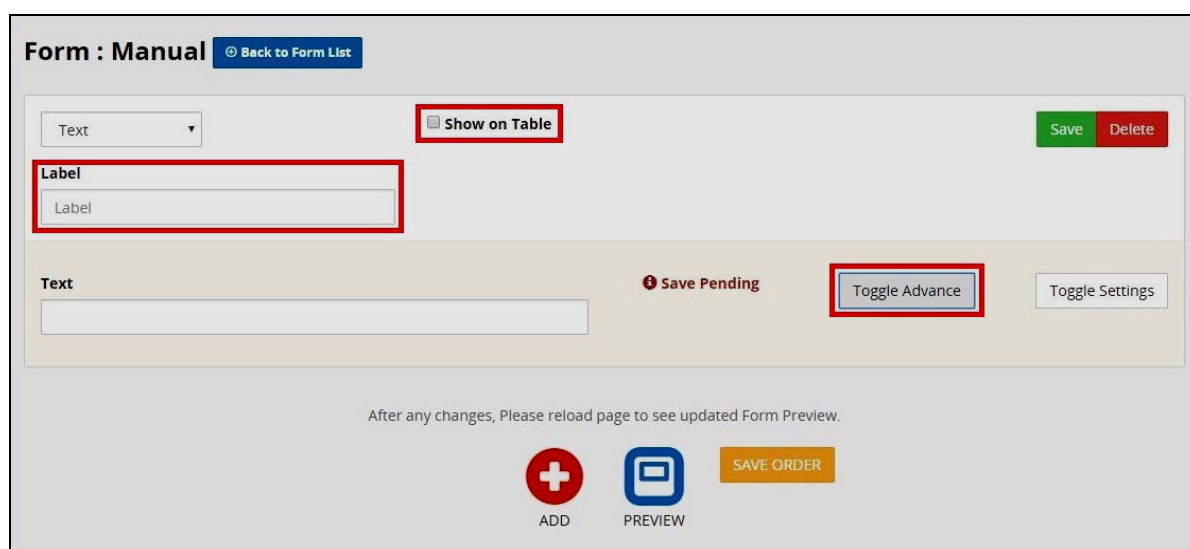 Form : Manual
Back to Form List
Text
Show on Table
Save
Delete
Label
Label
Text
Save Pending
Toggle Advance
Toggle Settings
After any changes, Please reload page to see updated Form Preview.
SAVE ORDER
ADD
PREVIEW